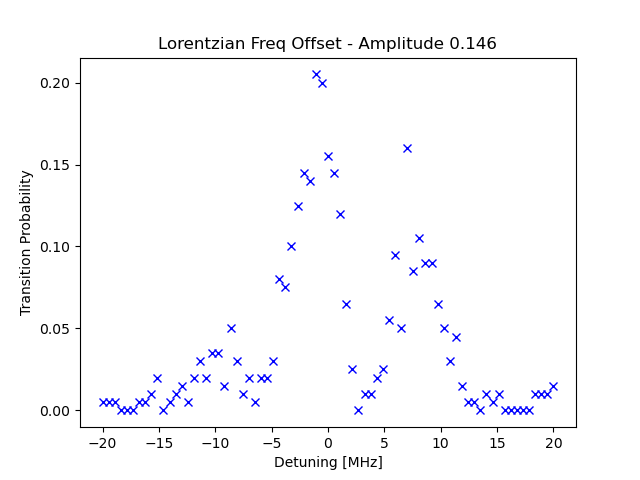 Lorentzian Freq Offset - Amplitude 0.146
Transition Probability
0.20
0.15
0.10
0.05
0.00
−20 −15 −10 −5 0 5 10 15 20
Detuning [MHz]